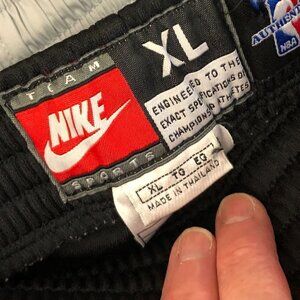 TEAM
NIKE
SPORTS
XL
ENGINEERED TO THE
EXACT SPECIFICATIONS OF
CHAMPIONSHIP ATHLETES
AUTHENTIC
NBA
XL TG EG
MADE IN THAILAND